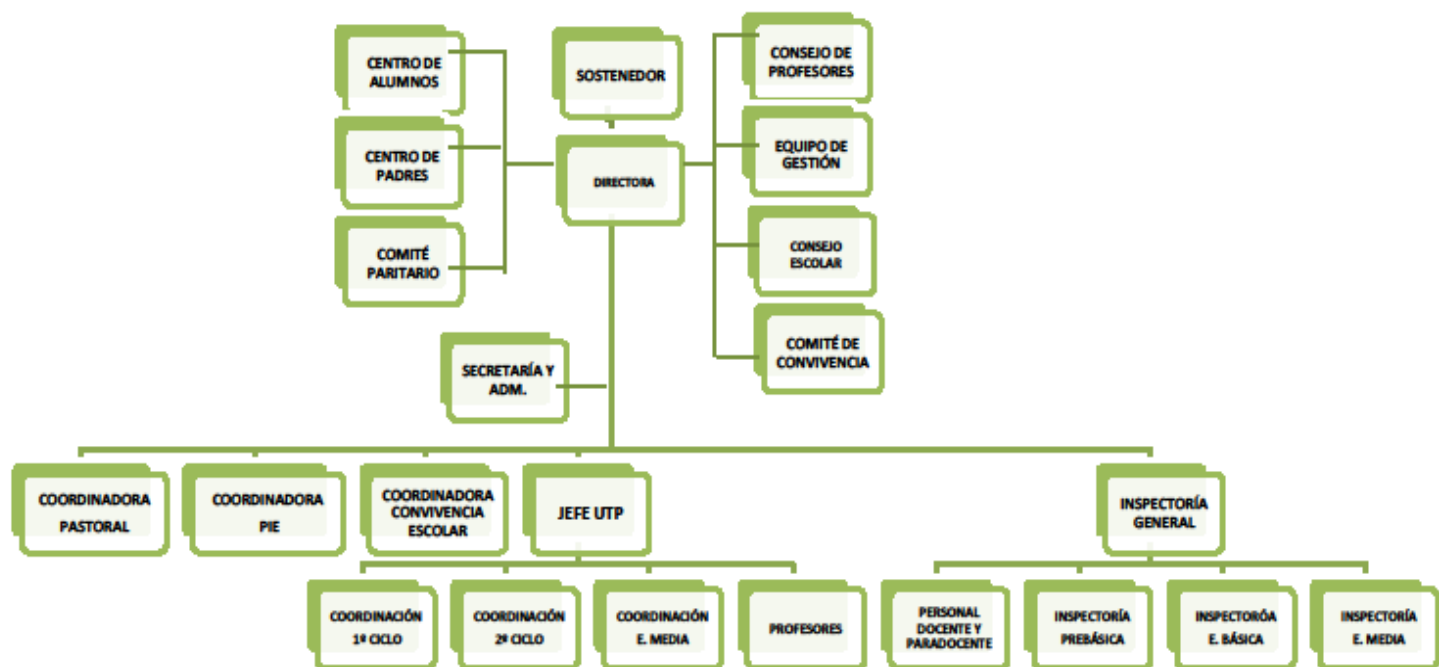 CENTRO DE
ALUMNOS
SOSTENEDOR
CONSEJO DE
PROFESORES
CENTRO DE
PADRES
DIRECTORA
EQUIPO DE
GESTIÓN
COMITÉ
PARITARIO
CONSEJO
ESCOLAR
SECRETARÍA Y
ADM.
COMITÉ DE
CONVIVENCIA
COORDINADORA
PASTORAL
COORDINADORA
PIE
COORDINADORA
CONVIVENCIA
ESCOLAR
JEFE UTP
INSPECTORÍA
GENERAL
COORDINACIÓN
1º CICLO
COORDINACIÓN
2º CICLO
COORDINACIÓN
E. MEDIA
PROFESORES
PERSONAL
DOCENTE Y
PARADOCENTE
INSPECTORÍA
PREBÁSICA
INSPECTORÓA
E. BÁSICA
INSPECTORÍA
E. MEDIA